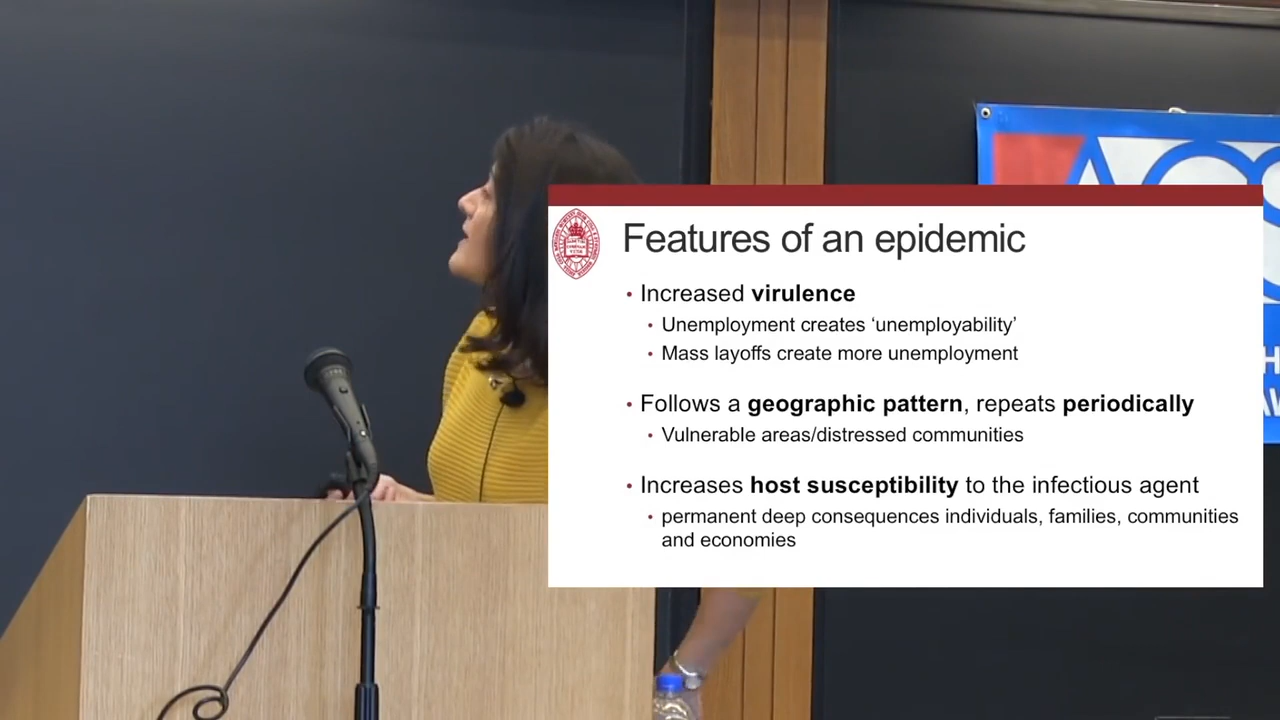 Features of an epidemic
• Increased virulence
• Unemployment creates ‘unemployability’
• Mass layoffs create more unemployment
• Follows a geographic pattern, repeats periodically
• Vulnerable areas/distressed communities
• Increases host susceptibility to the infectious agent
• permanent deep consequences individuals, families, communities
and economies